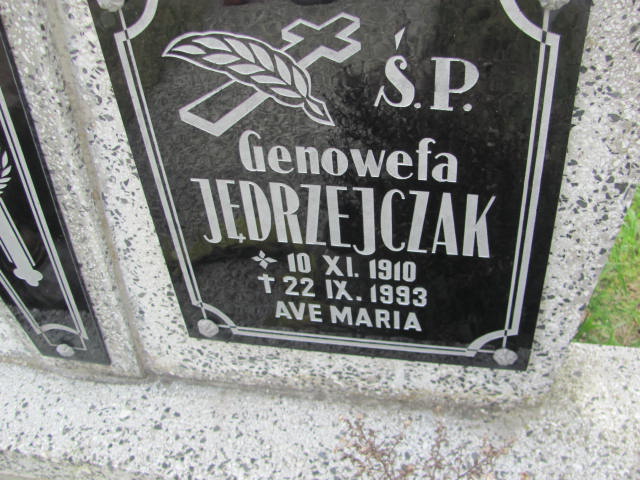 Ś.P.
Genowefa
JĘDRZEJCZAK
10 XI. 1910
† 22 IX. 1993
AVE MARIA